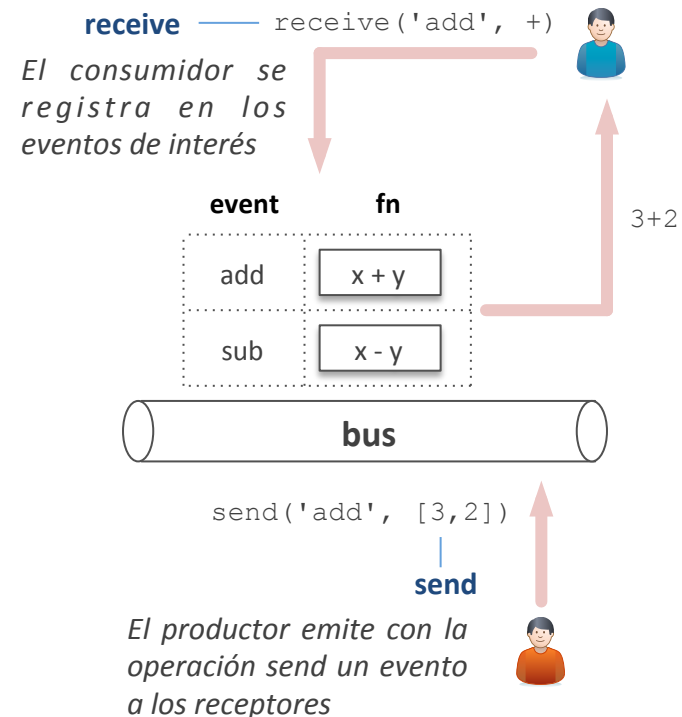 receive receive('add', +)
El consumidor se
registra en los
eventos de interés
event fn
3+2
add x + y
sub x - y
bus
send('add', [3,2])
send
El productor emite con la
operación send un evento
a los receptores